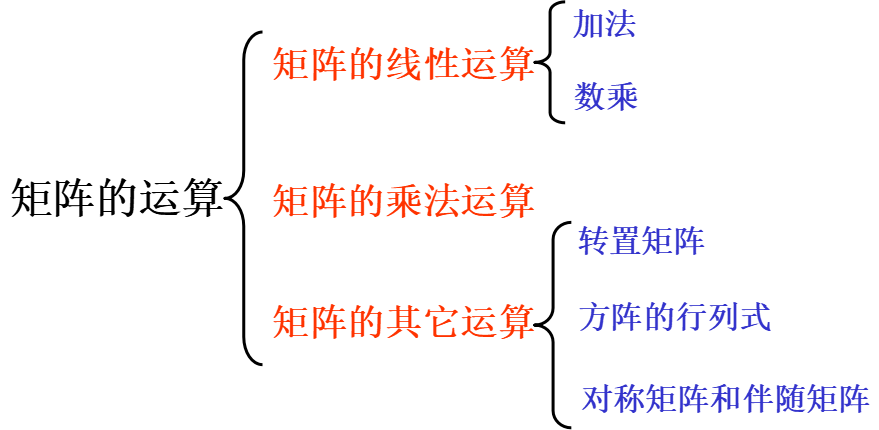 矩阵的运算
矩阵的线性运算
加法
数乘
矩阵的乘法运算
矩阵的其它运算
转置矩阵
方阵的行列式
对称矩阵和伴随矩阵